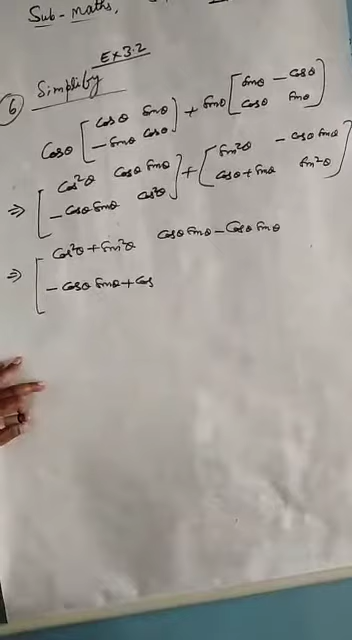 Sub - maths,
Ex 3.2
6 Simplify
Cosθ [cosθ sinθ] + sinθ [sinθ - cosθ]
[- sinθ cosθ] [cosθ sinθ]
⇒ [cos²θ cosθ sinθ] + [sin²θ - cosθ sinθ]
[- cosθ sinθ cos²θ] [cosθ + sinθ sin²θ]
⇒ [cos²θ + sin²θ cosθ sinθ - cosθ sinθ
- cosθ sinθ + cos